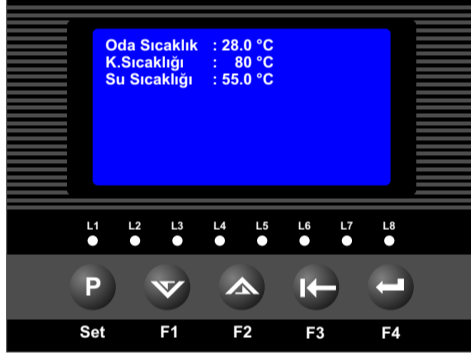 Oda Sıcaklık : 28.0 °C
K.Sıcaklığı : 80 °C
Su Sıcaklığı : 55.0 °C
L1 L2 L3 L4 L5 L6 L7 L8
P
Set F1 F2 F3 F4